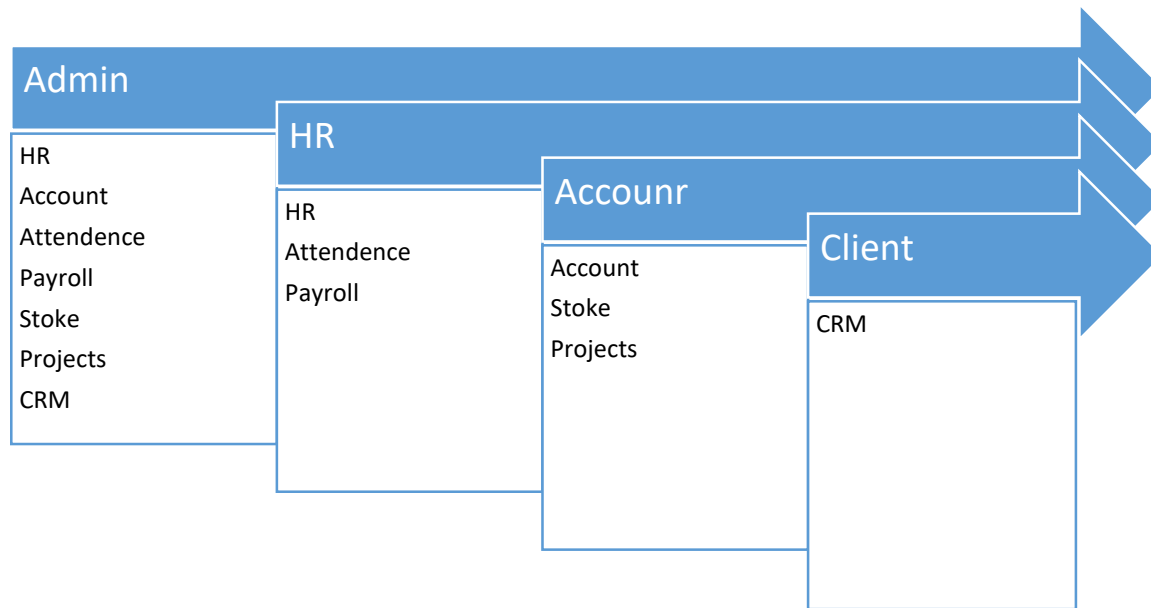 Admin
HR
Account
Attendence
Payroll
Stoke
Projects
CRM
HR
HR
Attendence
Payroll
Accounr
Account
Stoke
Projects
Client
CRM